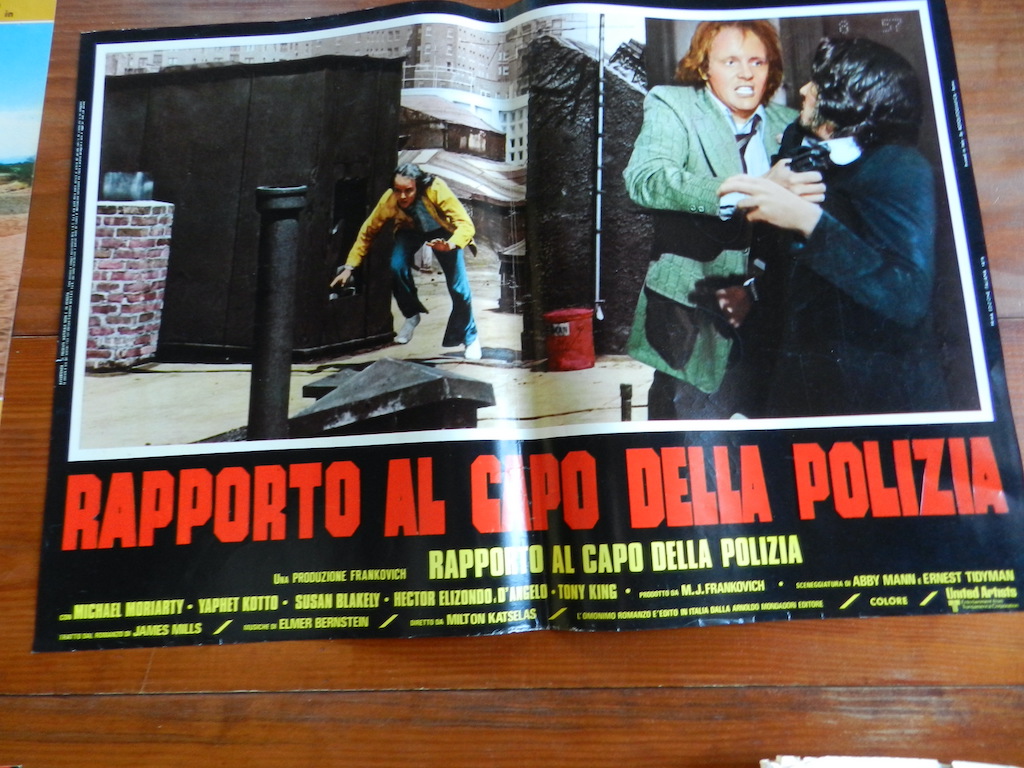 8 57
RAPPORTO AL CAPO DELLA POLIZIA
RAPPORTO AL CAPO DELLA POLIZIA
UNA PRODUZIONE FRANKOVICH
CON MICHAEL MORIARTY • YAPHET KOTTO • SUSAN BLAKELY • HECTOR ELIZONDO, D'ANGELO • TONY KING • PRODOTTO DA M.J. FRANKOVICH • SCENEGGIATURA DI ABBY MANN E ERNEST TIDYMAN
TRATTO DAL ROMANZO DI JAMES MILLS / MUSICHE DI ELMER BERNSTEIN / DIRETTO DA MILTON KATSELAS / L'OMONIMO ROMANZO È EDITO IN ITALIA DALLA ARNOLDO MONDADORI EDITORE / COLORE / United Artists